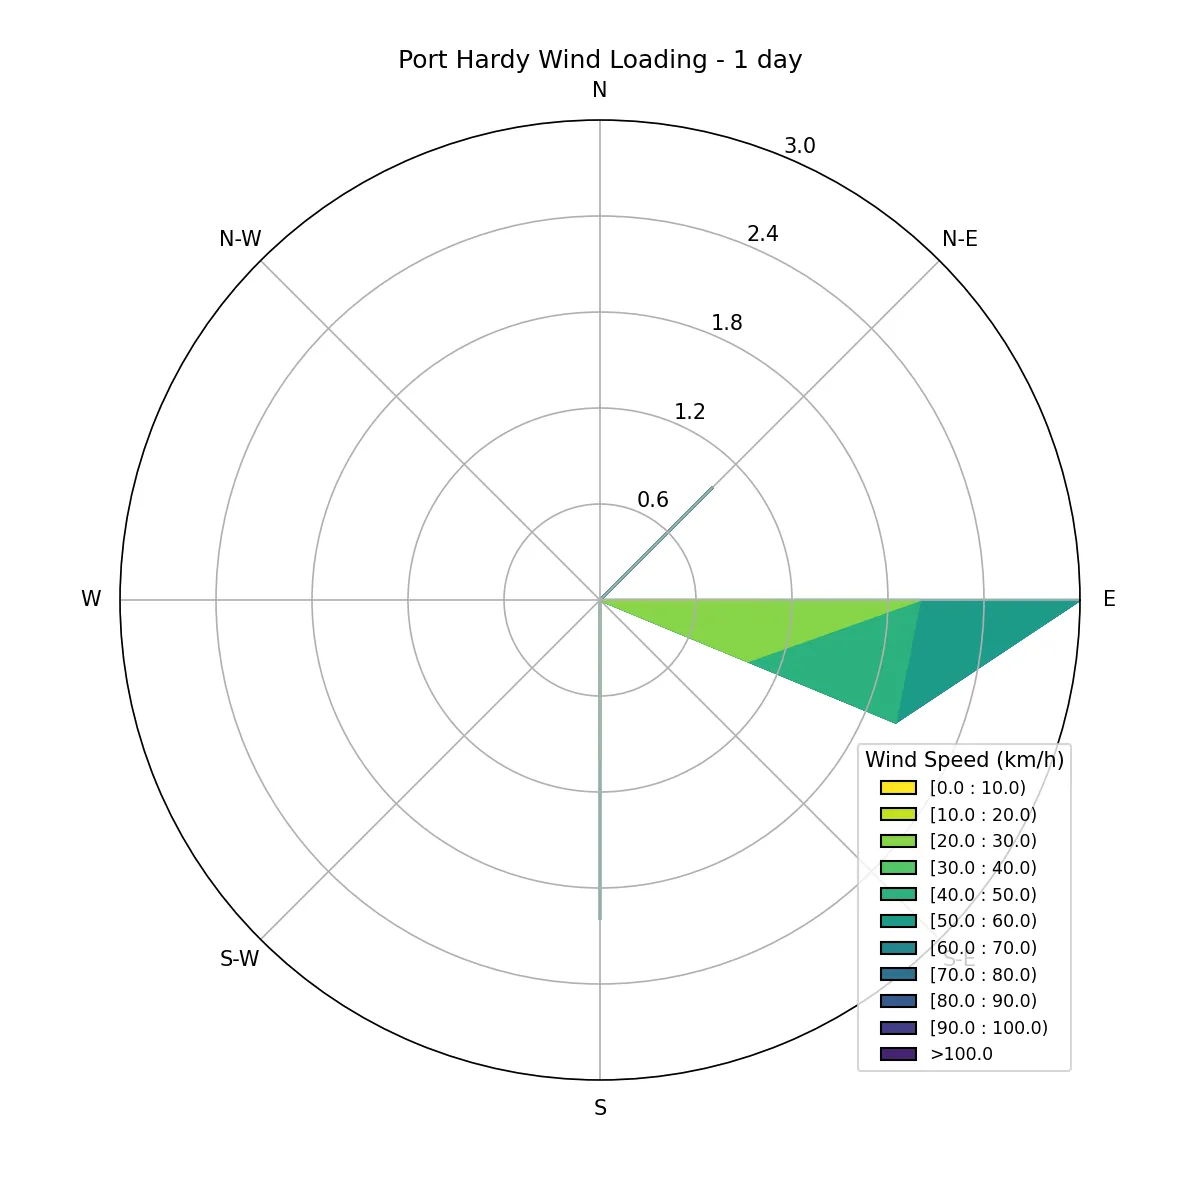 Port Hardy Wind Loading - 1 day
N
3.0
N-W
N-E
2.4
1.8
1.2
0.6
W
E
Wind Speed (km/h)
[0.0 : 10.0)
[10.0 : 20.0)
[20.0 : 30.0)
[30.0 : 40.0)
[40.0 : 50.0)
[50.0 : 60.0)
[60.0 : 70.0)
[70.0 : 80.0)
[80.0 : 90.0)
[90.0 : 100.0)
>100.0
S-W
S-E
S